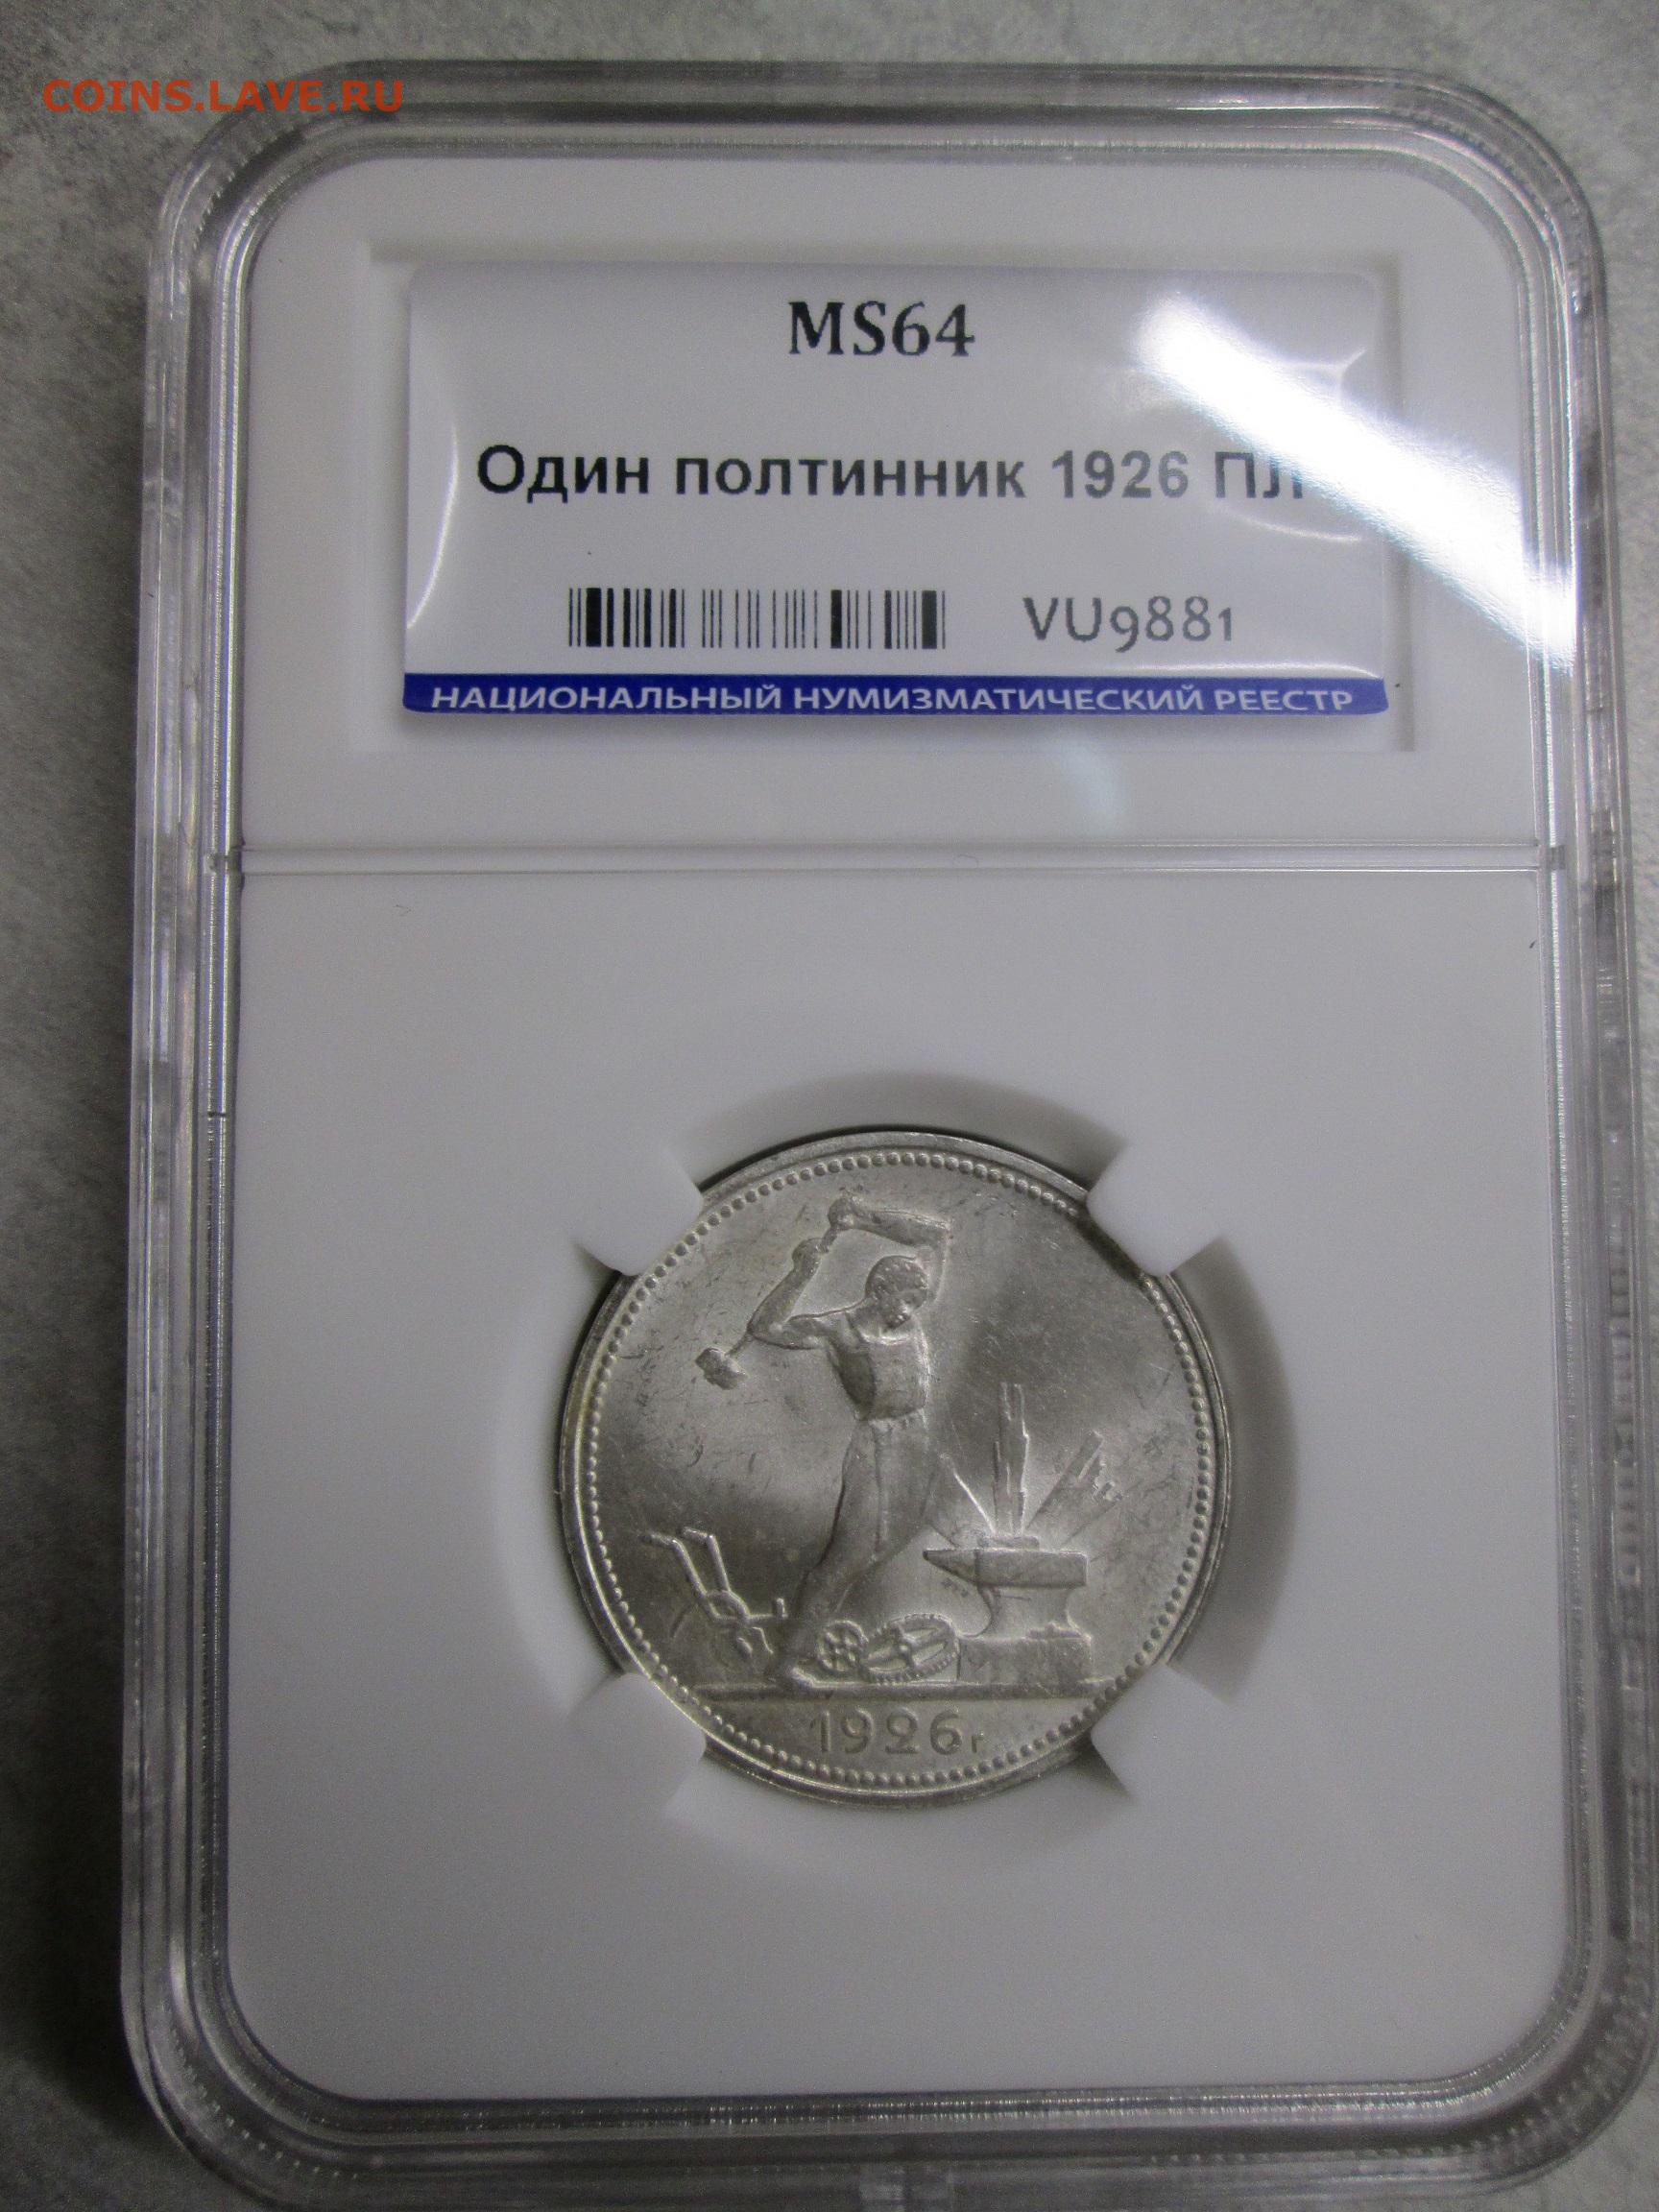 COINS.LAVE.RU
MS64
Один полтинник 1926 ПЛ
VU9881
НАЦИОНАЛЬНЫЙ НУМИЗМАТИЧЕСКИЙ РЕЕСТР
1926г.